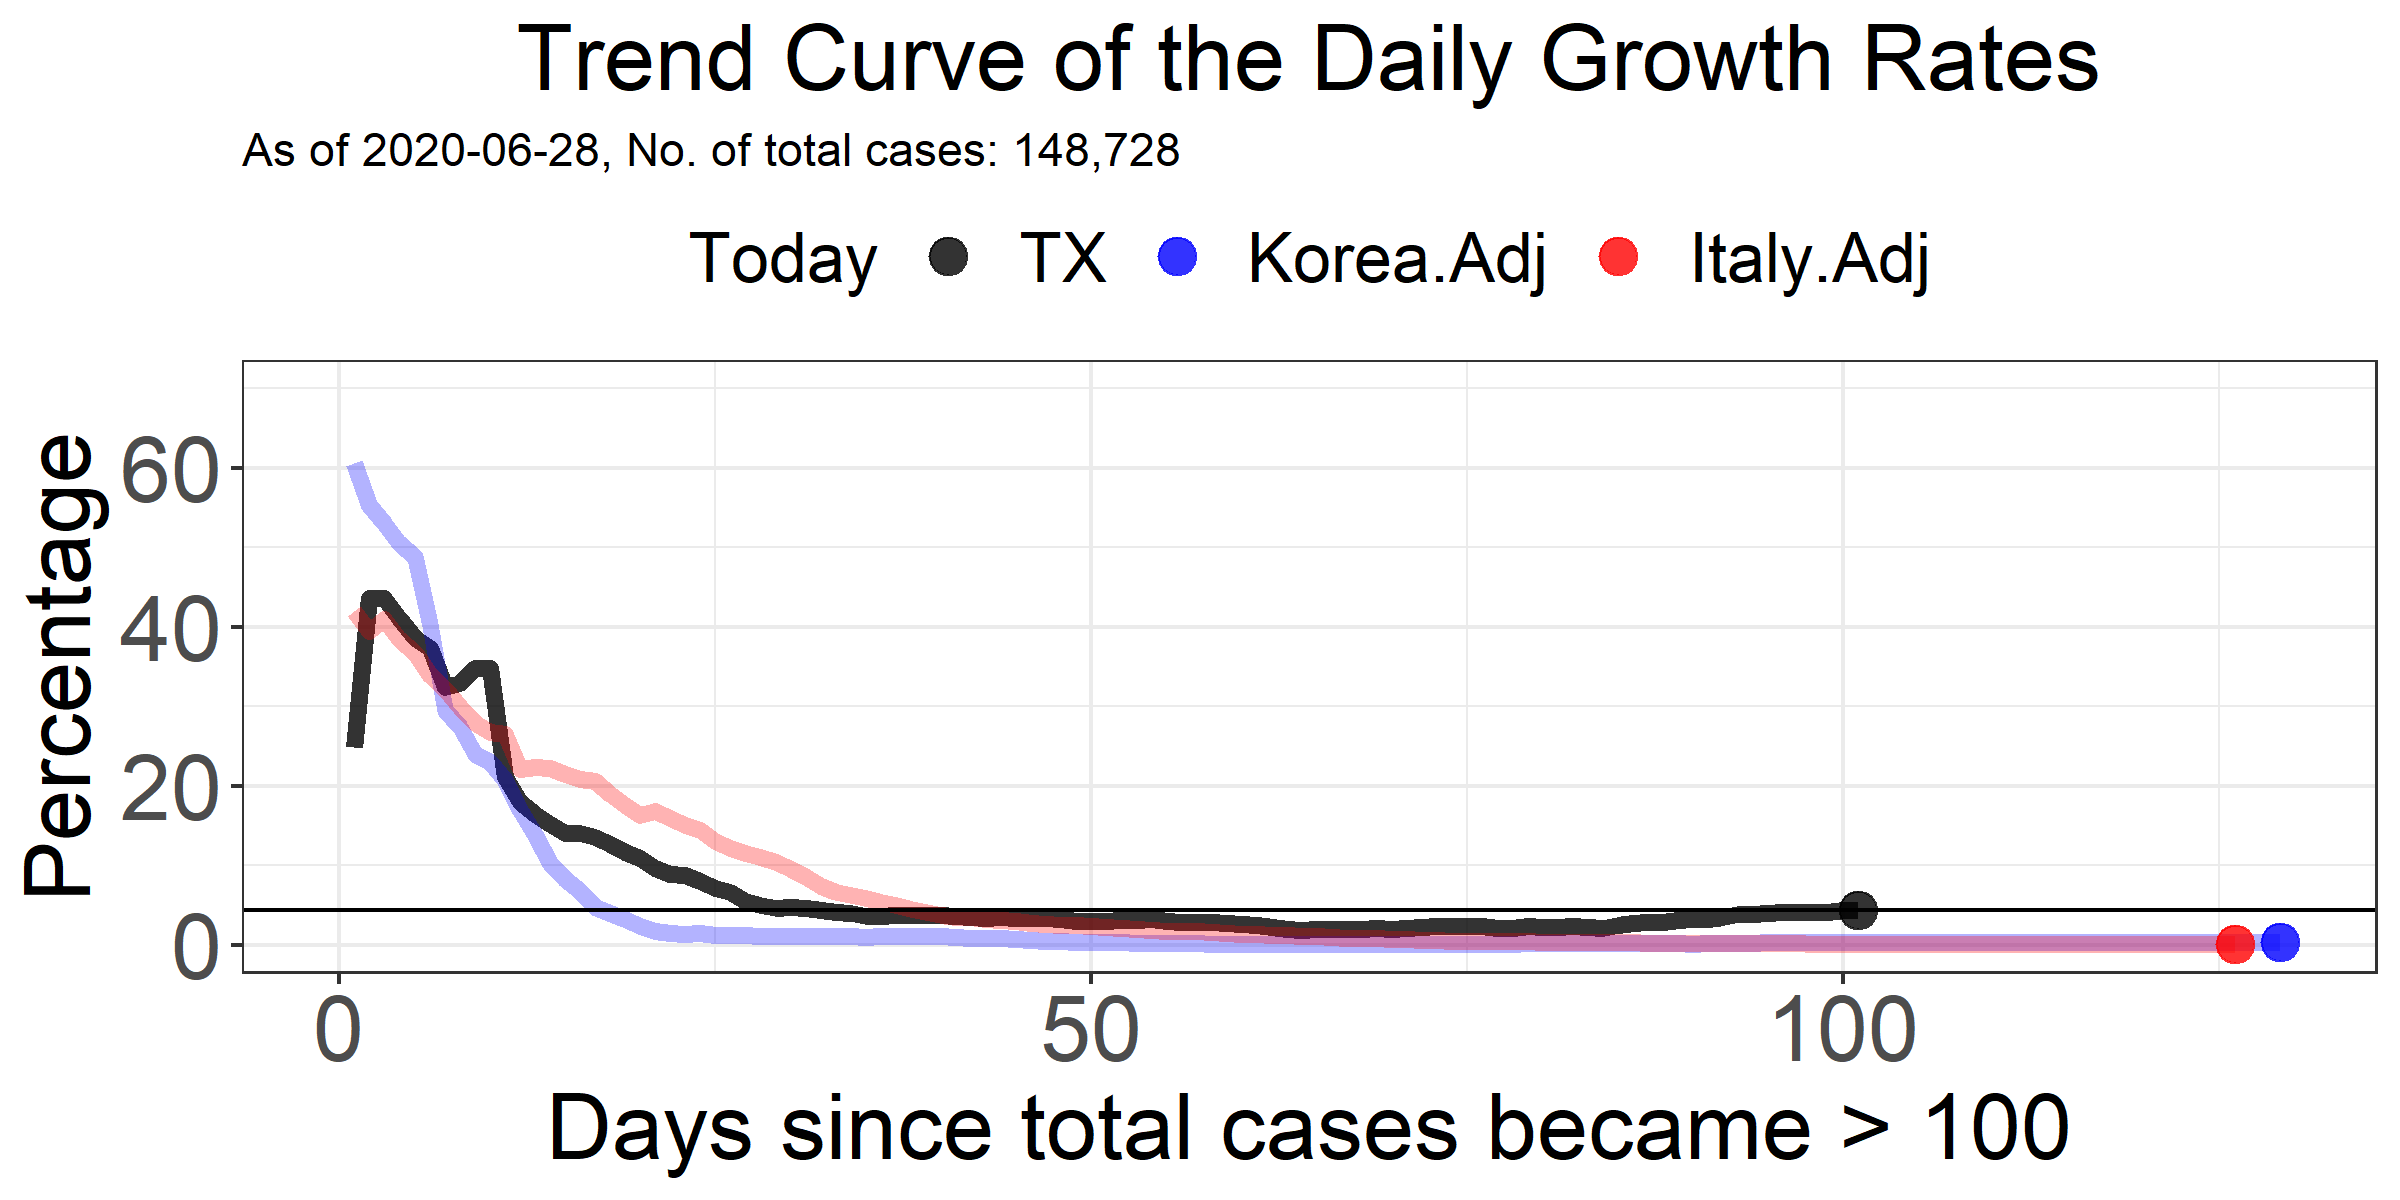 Trend Curve of the Daily Growth Rates
As of 2020-06-28, No. of total cases: 148,728
Today TX Korea.Adj Italy.Adj
Percentage
60
40
20
0
0 50 100
Days since total cases became > 100